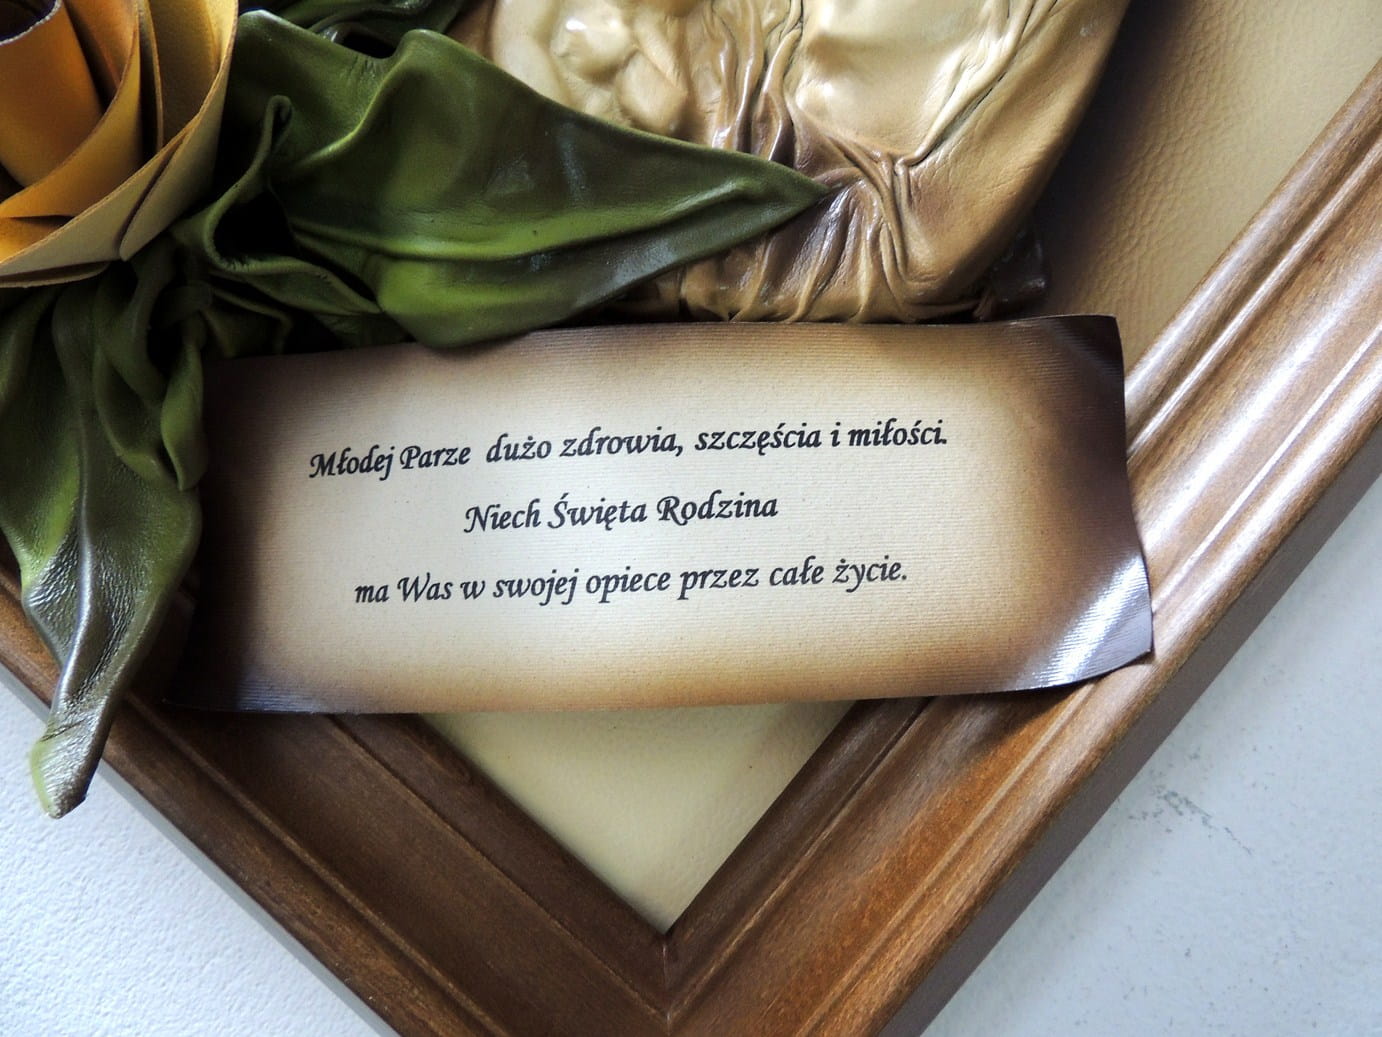 Młodej Parze dużo zdrowia, szczęścia i miłości.
Niech Święta Rodzina
ma Was w swojej opiece przez całe życie.